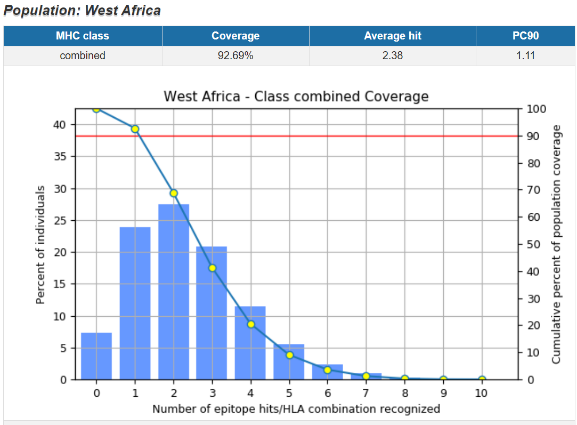 Population: West Africa
MHC class Coverage Average hit PC90
combined 92.69% 2.38 1.11
West Africa - Class combined Coverage
Percent of individuals
40
35
30
25
20
15
10
5
0
100
90
80
70
60
50
40
30
20
10
0
Cumulative percent of population coverage
0 1 2 3 4 5 6 7 8 9 10
Number of epitope hits/HLA combination recognized